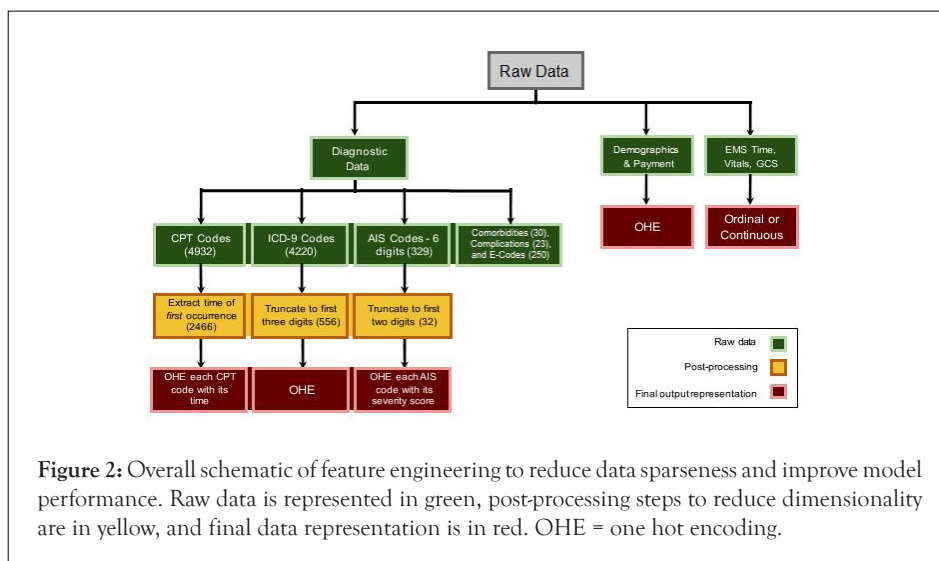 Raw Data
Diagnostic
Data
Demographics
& Payment
EMS Time,
Vitals, GCS
OHE
Ordinal or
Continuous
CPT Codes
(4932)
ICD-9 Codes
(4220)
AIS Codes - 6
digits (329)
Comorbidities (30),
Complications (23),
and E-Codes (250)
Extract time of
first occurrence
(2466)
Truncate to first
three digits (556)
Truncate to first
two digits (32)
OHE each CPT
code with its
time
OHE
OHE each AIS
code with its
severity score
Raw data
Post-processing
Final output representation
Figure 2: Overall schematic of feature engineering to reduce data sparseness and improve model
performance. Raw data is represented in green, post-processing steps to reduce dimensionality
are in yellow, and final data representation is in red. OHE = one hot encoding.